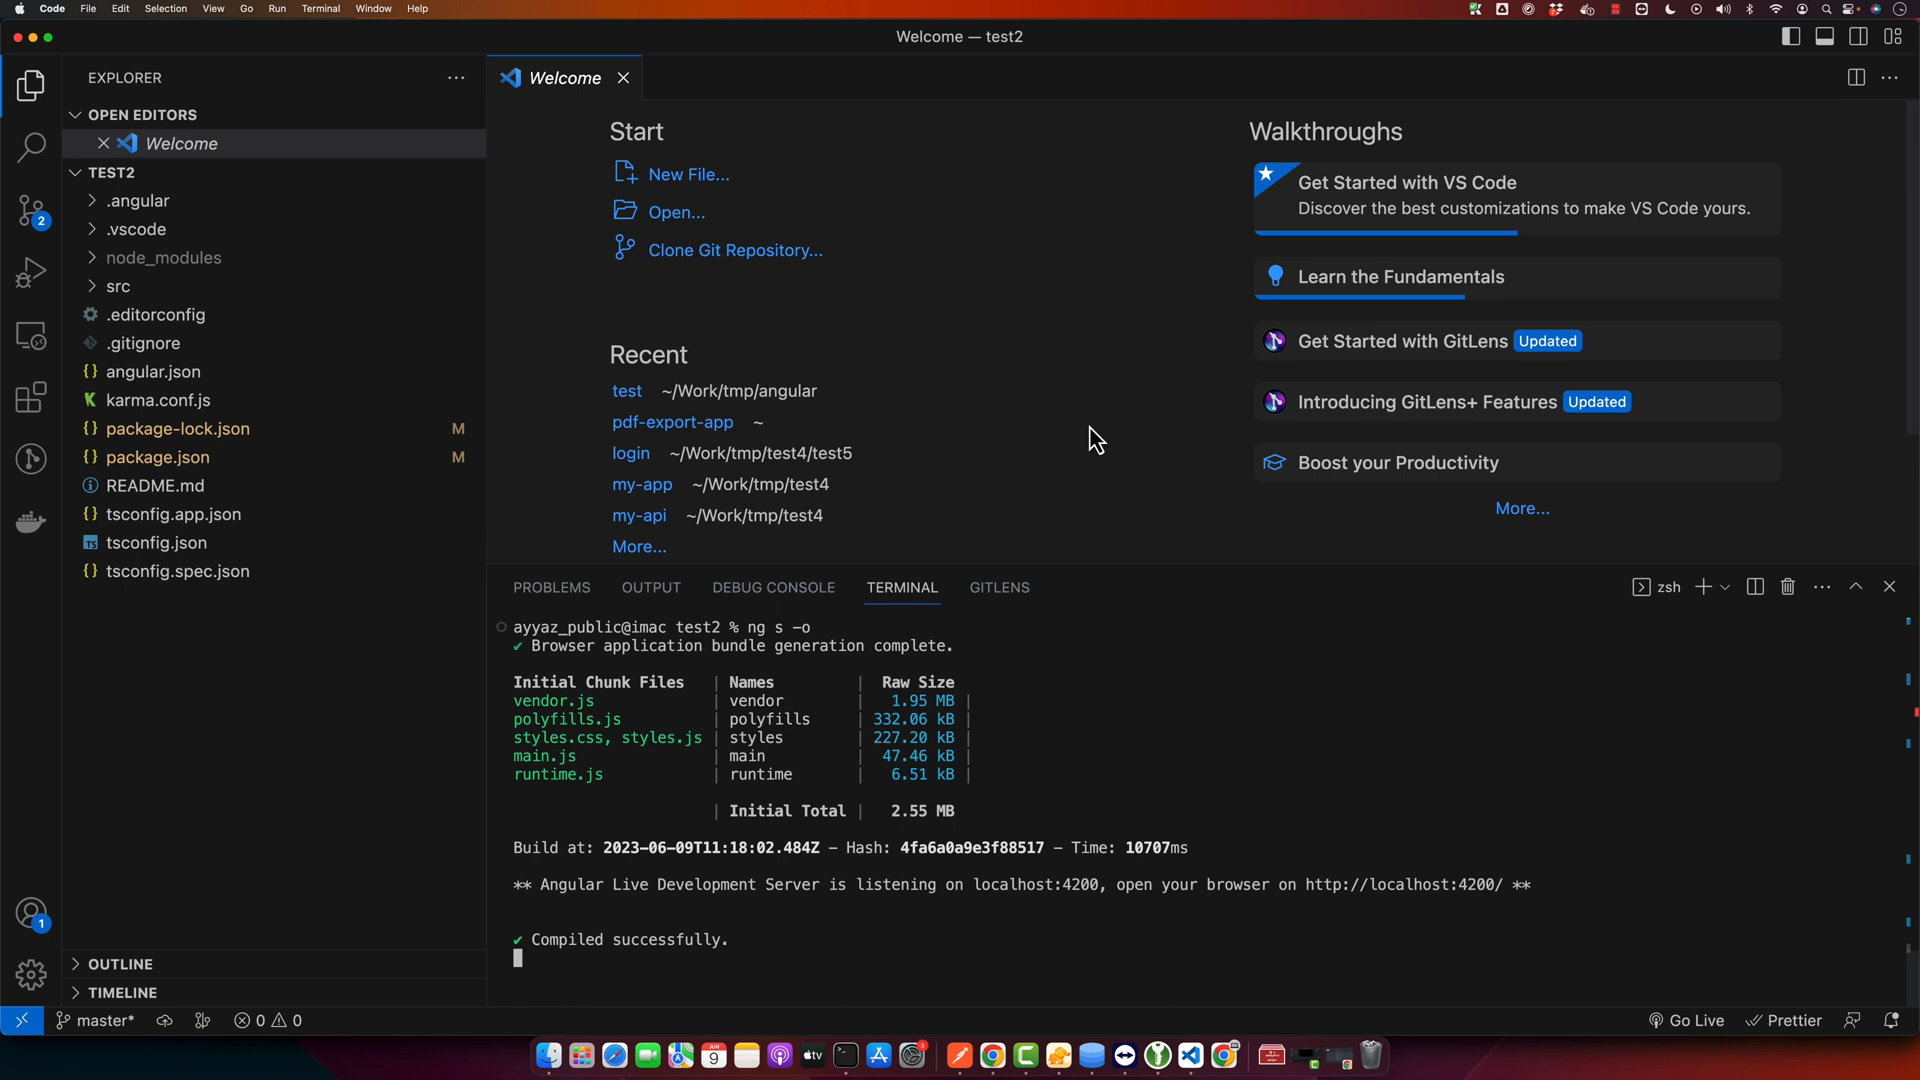 Code File Edit Selection View Go Run Terminal Window Help
Welcome — test2
EXPLORER
OPEN EDITORS
Welcome
TEST2
.angular
.vscode
node_modules
src
.editorconfig
.gitignore
angular.json
karma.conf.js
package-lock.json M
package.json M
README.md
tsconfig.app.json
tsconfig.json
tsconfig.spec.json
OUTLINE
TIMELINE
2
1
Welcome
Start
New File...
Open...
Clone Git Repository...
Recent
test ~/Work/tmp/angular
pdf-export-app ~
login ~/Work/tmp/test4/test5
my-app ~/Work/tmp/test4
my-api ~/Work/tmp/test4
More...
Walkthroughs
Get Started with VS Code
Discover the best customizations to make VS Code yours.
Learn the Fundamentals
Get Started with GitLens Updated
Introducing GitLens+ Features Updated
Boost your Productivity
More...
PROBLEMS OUTPUT DEBUG CONSOLE TERMINAL GITLENS
zsh
ayyaz_public@imac test2 % ng s -o
✔ Browser application bundle generation complete.
Initial Chunk Files | Names | Raw Size
vendor.js | vendor | 1.95 MB |
polyfills.js | polyfills | 332.06 kB |
styles.css, styles.js | styles | 227.20 kB |
main.js | main | 47.46 kB |
runtime.js | runtime | 6.51 kB |
| Initial Total | 2.55 MB
Build at: 2023-06-09T11:18:02.484Z - Hash: 4fa6a0a9e3f88517 - Time: 10707ms
** Angular Live Development Server is listening on localhost:4200, open your browser on http://localhost:4200/ **
✔ Compiled successfully.
master* 0 0
Go Live Prettier
JUN
9
tv